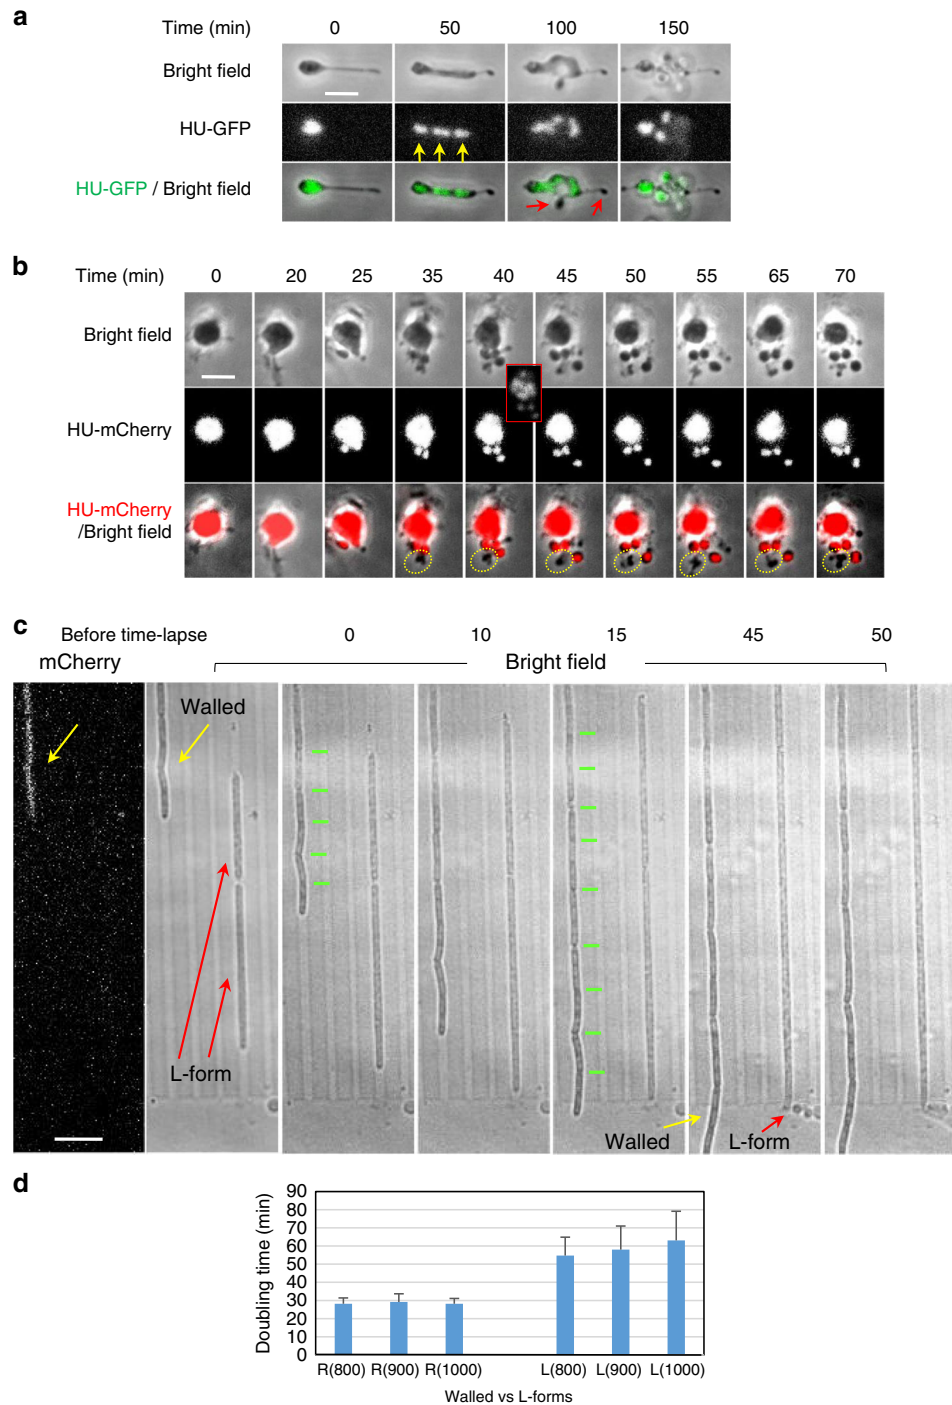 a
Time (min) 0 50 100 150
Bright field
HU-GFP
HU-GFP / Bright field
b
Time (min) 0 20 25 35 40 45 50 55 65 70
Bright field
HU-mCherry
HU-mCherry
/Bright field
c
Before time-lapse 0 10 15 45 50
mCherry Bright field
Walled
L-form
Walled L-form
d
Doubling time (min)
90
80
70
60
50
40
30
20
10
0
R(800) R(900) R(1000) L(800) L(900) L(1000)
Walled vs L-forms